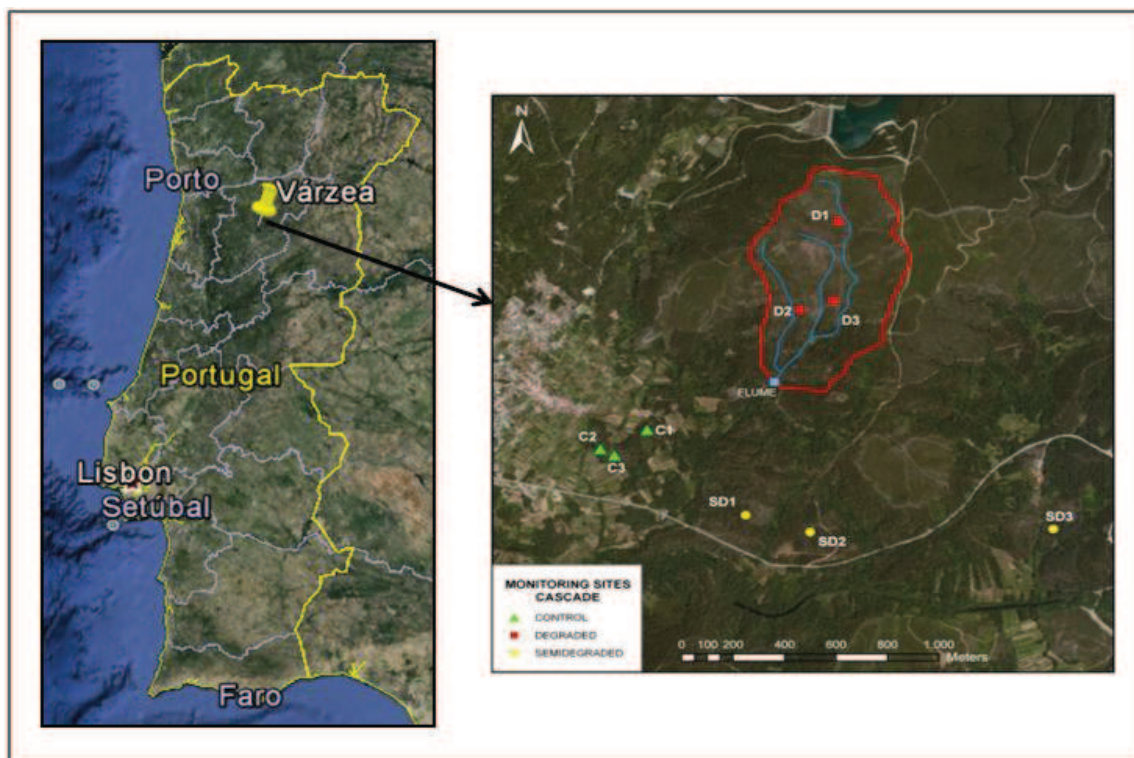 Porto
Várzea
Portugal
Lisbon
Setúbal
Faro
N
D1
D2
D3
FLUME
C1
C2
C3
SD1
SD2
SD3
MONITORING SITES
CASCADE
CONTROL
DEGRADED
SEMIDEGRADED
0 100 200 400 600 800 1.000
Meters